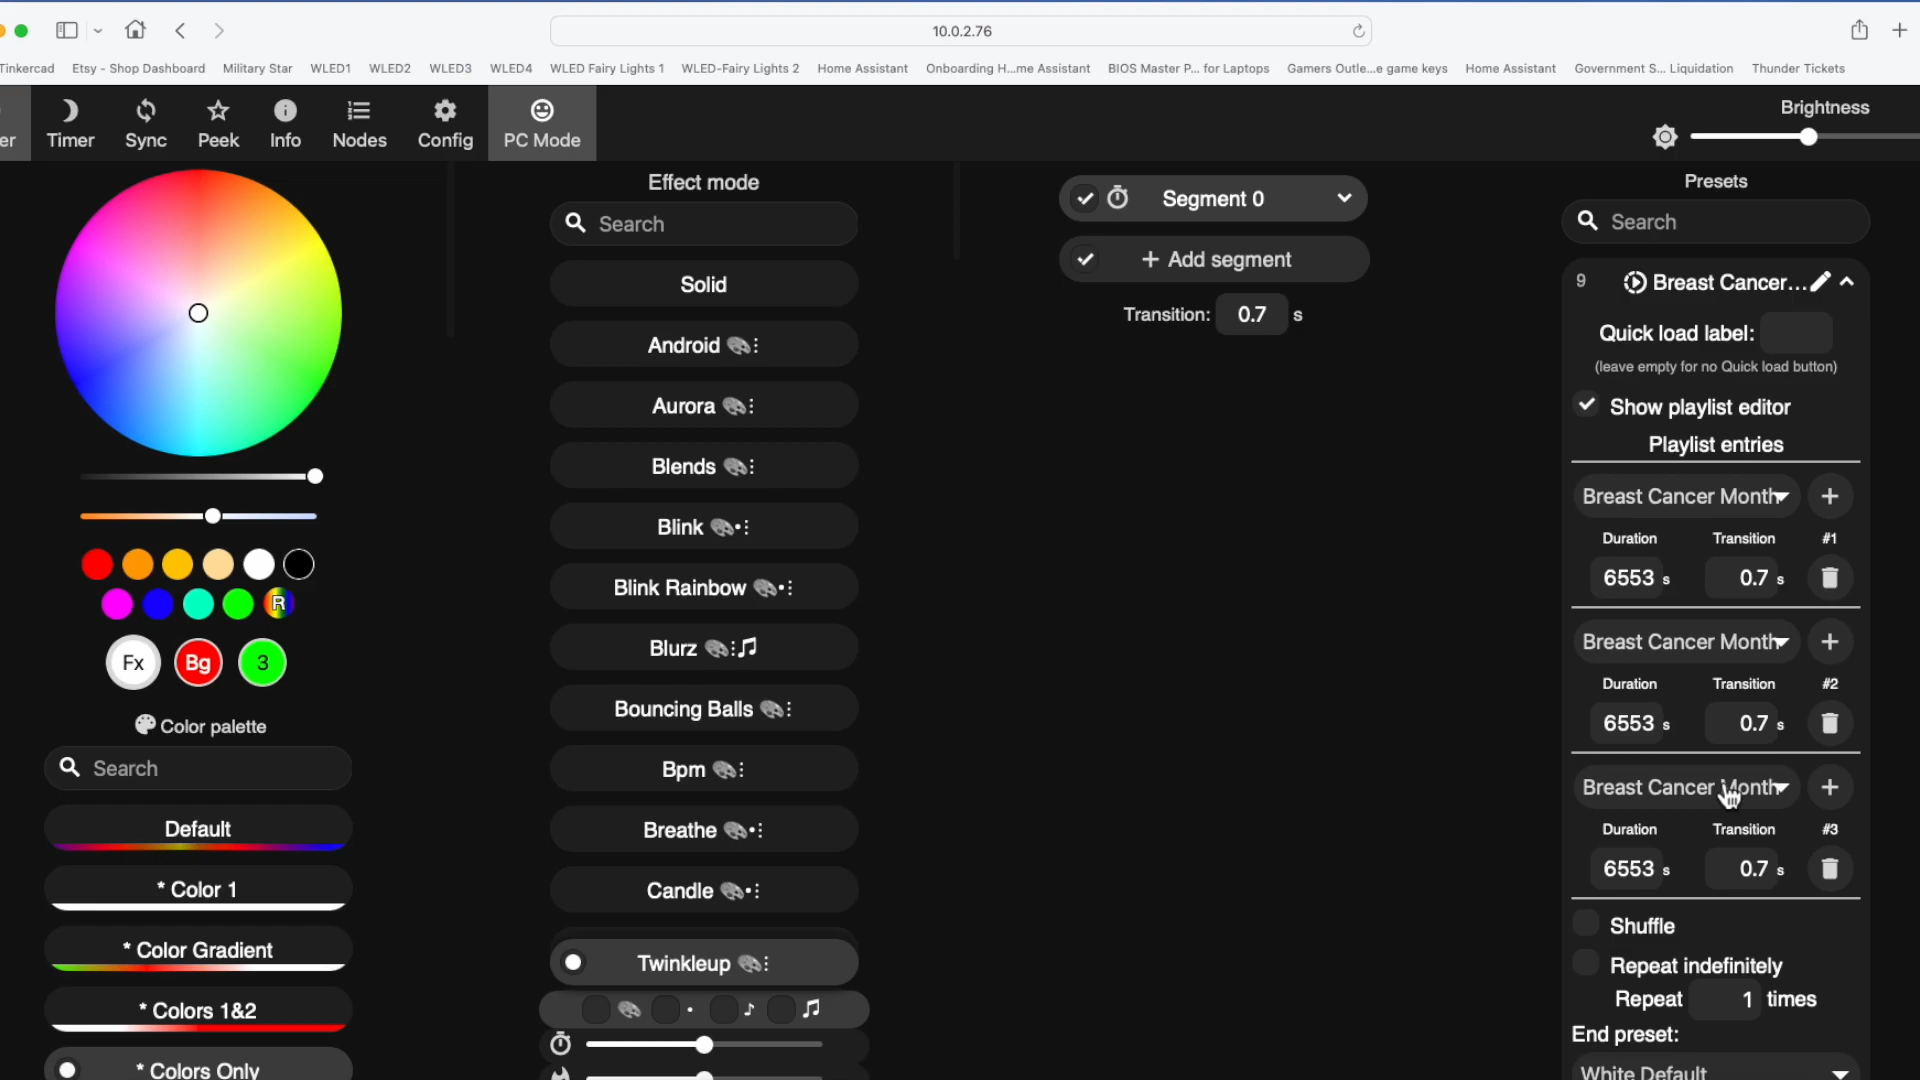 10.0.2.76
Tinkercad Etsy - Shop Dashboard Military Star WLED1 WLED2 WLED3 WLED4 WLED Fairy Lights 1 WLED-Fairy Lights 2 Home Assistant Onboarding H...me Assistant BIOS Master P... for Laptops Gamers Outle...e game keys Home Assistant Government S... Liquidation Thunder Tickets
er Timer Sync Peek Info Nodes Config PC Mode
Brightness
Effect mode
Search
Solid
Android
Aurora
Blends
Blink
Blink Rainbow
Blurz
Bouncing Balls
Bpm
Breathe
Candle
Twinkleup
R
Fx Bg 3
Color palette
Search
Default
* Color 1
* Color Gradient
* Colors 1&2
* Colors Only
Segment 0
+ Add segment
Transition: 0.7 s
Presets
Search
9 Breast Cancer...
Quick load label:
(leave empty for no Quick load button)
Show playlist editor
Playlist entries
Breast Cancer Month
Duration Transition #1
6553 s 0.7 s
Breast Cancer Month
Duration Transition #2
6553 s 0.7 s
Breast Cancer Month
Duration Transition #3
6553 s 0.7 s
Shuffle
Repeat indefinitely
Repeat 1 times
End preset:
White Default